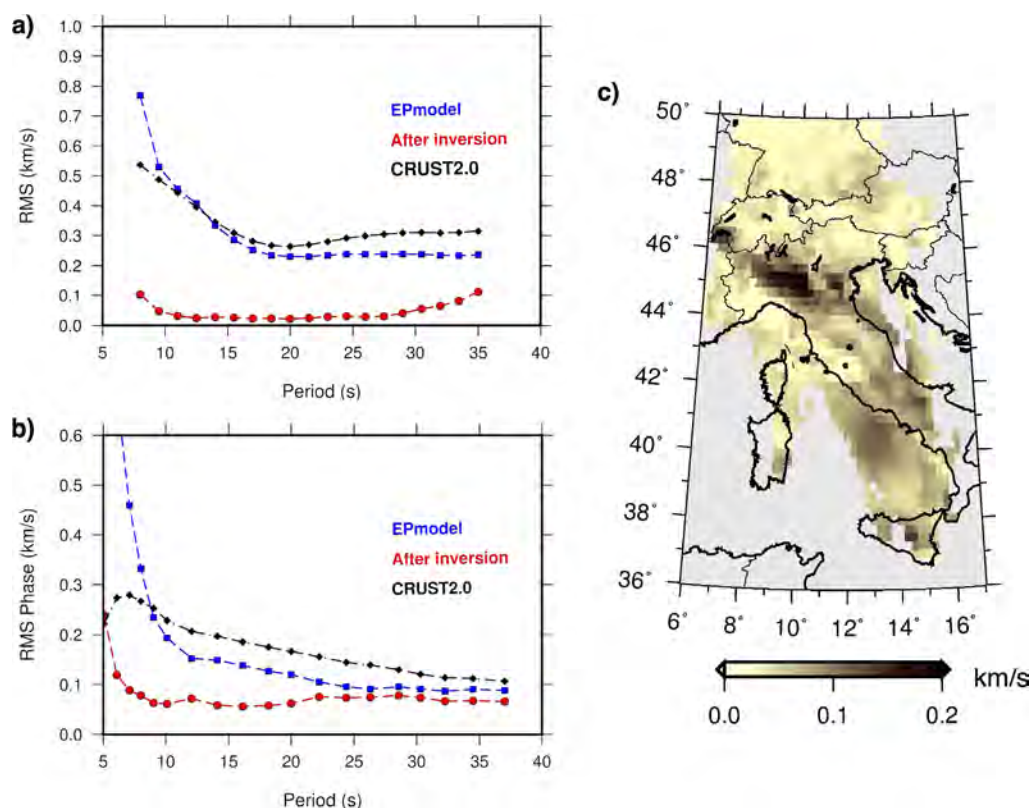 a)
1.0
0.9
0.8
0.7
0.6
0.5
0.4
0.3
0.2
0.1
0.0
RMS (km/s)
EPmodel
After inversion
CRUST2.0
5 10 15 20 25 30 35 40
Period (s)
b)
0.6
0.5
0.4
0.3
0.2
0.1
0.0
RMS Phase (km/s)
EPmodel
After inversion
CRUST2.0
5 10 15 20 25 30 35 40
Period (s)
c)
50˚
48˚
46˚
44˚
42˚
40˚
38˚
36˚
6˚ 8˚ 10˚ 12˚ 14˚ 16˚
km/s
0.0 0.1 0.2